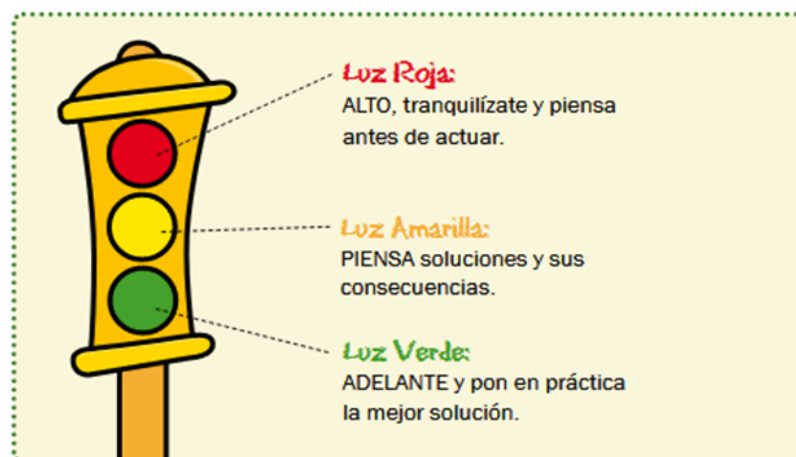 Luz Roja:
ALTO, tranquilízate y piensa
antes de actuar.
Luz Amarilla:
PIENSA soluciones y sus
consecuencias.
Luz Verde:
ADELANTE y pon en práctica
la mejor solución.